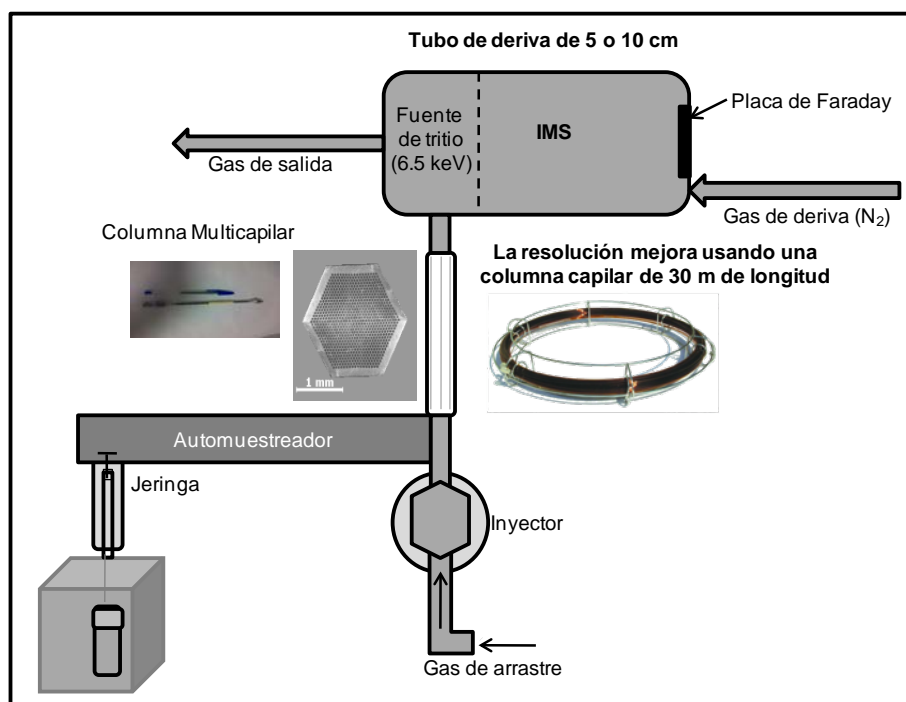 Tubo de deriva de 5 o 10 cm
Placa de Faraday
Fuente
de tritio
(6.5 keV)
IMS
Gas de salida
Gas de deriva (N₂)
Columna Multicapilar
La resolución mejora usando una
columna capilar de 30 m de longitud
1 mm
Automuestreador
Jeringa
Inyector
Gas de arrastre